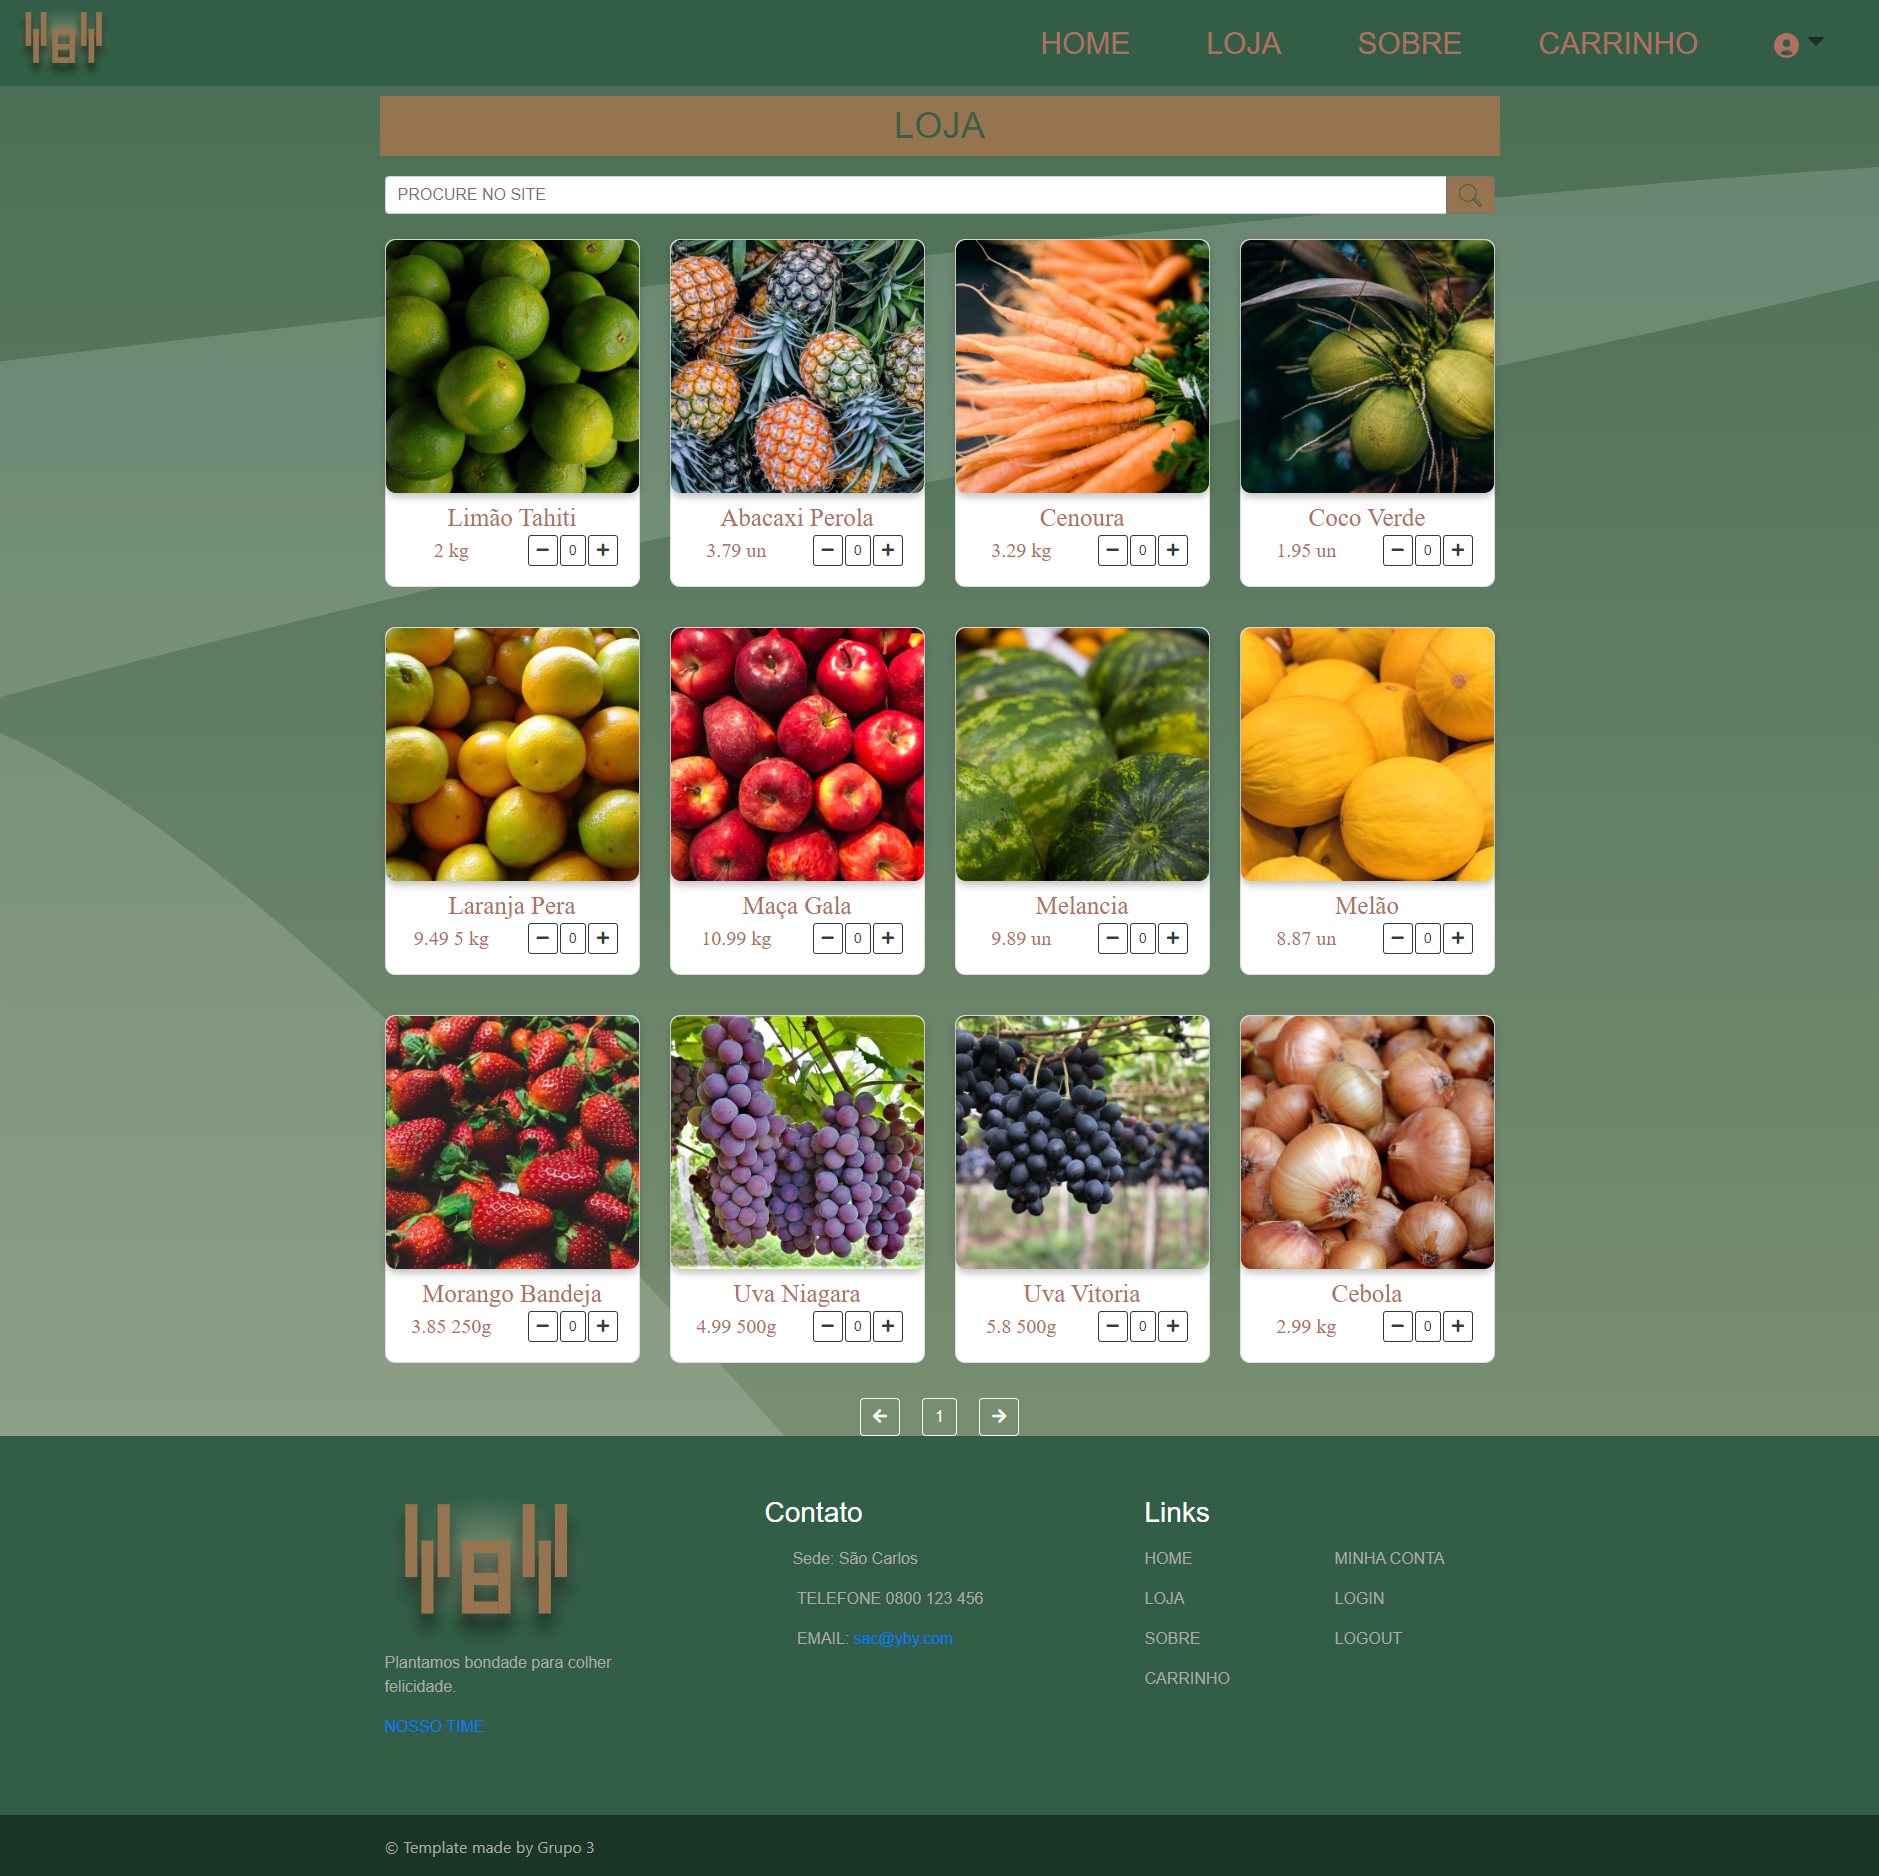 HOME LOJA SOBRE CARRINHO
LOJA
PROCURE NO SITE
Limão Tahiti
2 kg 0
Abacaxi Perola
3.79 un 0
Cenoura
3.29 kg 0
Coco Verde
1.95 un 0
Laranja Pera
9.49 5 kg 0
Maça Gala
10.99 kg 0
Melancia
9.89 un 0
Melão
8.87 un 0
Morango Bandeja
3.85 250g 0
Uva Niagara
4.99 500g 0
Uva Vitoria
5.8 500g 0
Cebola
2.99 kg 0
1
Plantamos bondade para colher
felicidade.
NOSSO TIME
Contato
Sede: São Carlos
TELEFONE 0800 123 456
EMAIL: sac@yby.com
Links
HOME
LOJA
SOBRE
CARRINHO
MINHA CONTA
LOGIN
LOGOUT
© Template made by Grupo 3